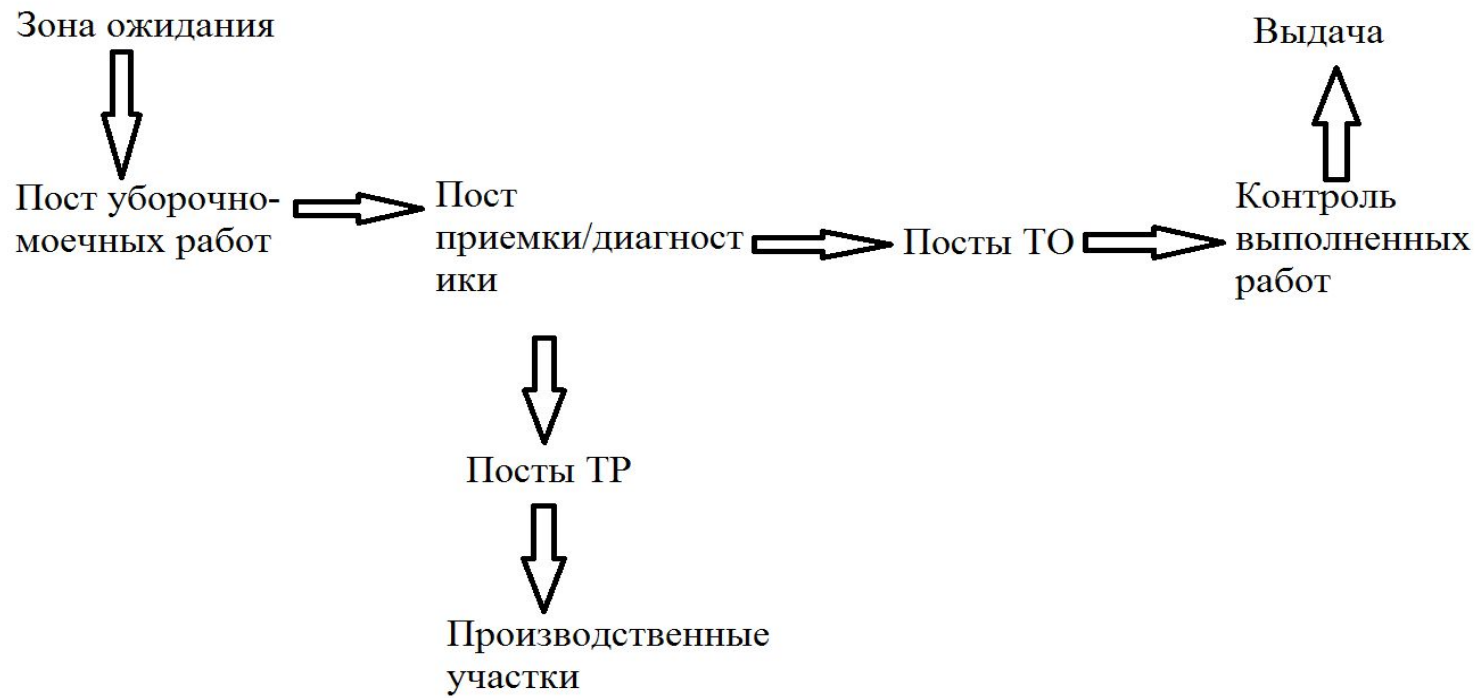 Зона ожидания
Выдача
Пост уборочно-
моечных работ
Пост
приемки/диагност
ики
Посты ТО
Контроль
выполненных
работ
Посты ТР
Производственные
участки